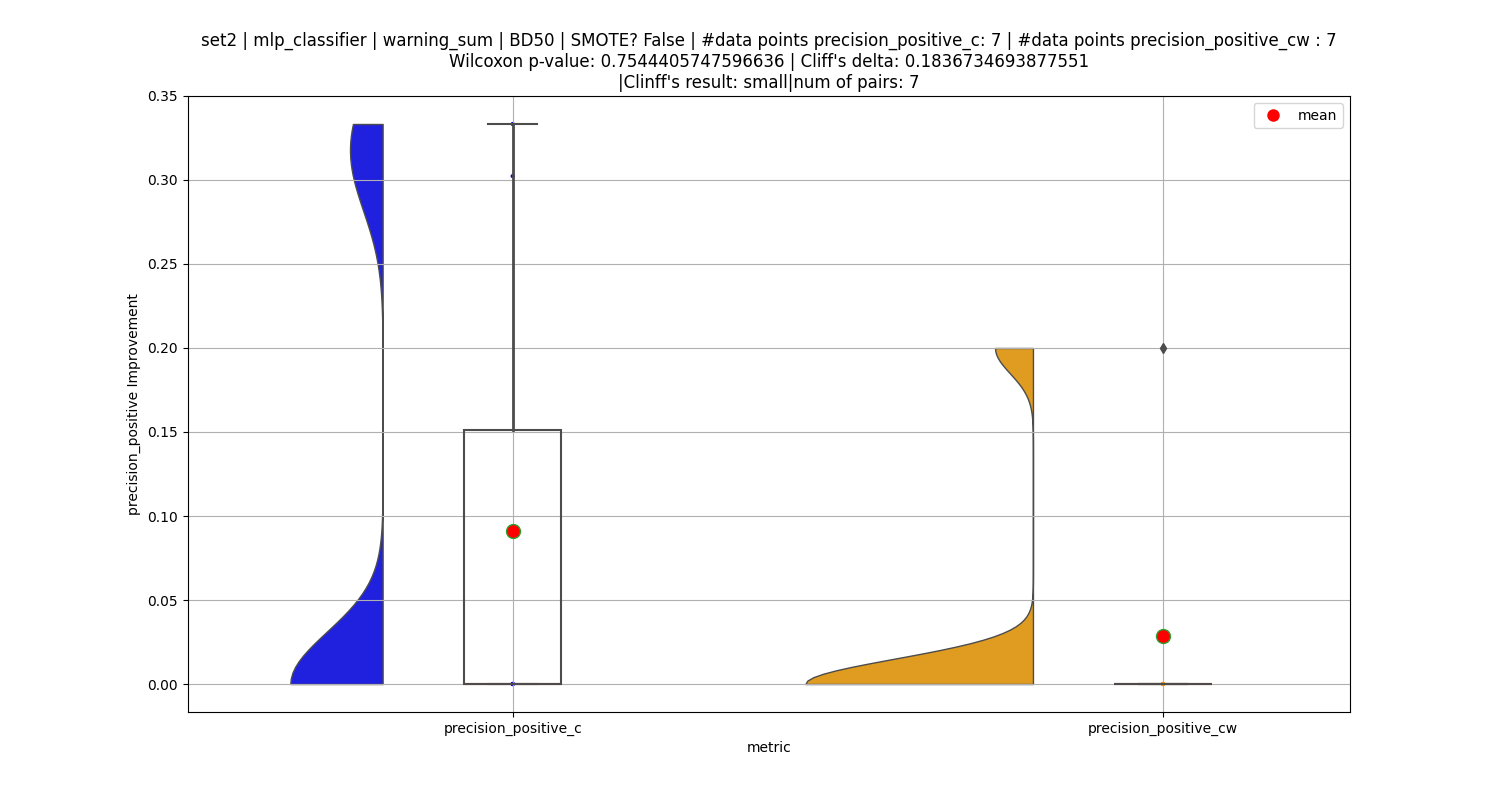 set2 | mlp_classifier | warning_sum | BD50 | SMOTE? False | #data points precision_positive_c: 7 | #data points precision_positive_cw : 7
Wilcoxon p-value: 0.7544405747596636 | Cliff's delta: 0.1836734693877551
|Clinff's result: small|num of pairs: 7
mean
0.35
0.30
0.25
0.20
0.15
0.10
0.05
0.00
precision_positive Improvement
precision_positive_c
precision_positive_cw
metric